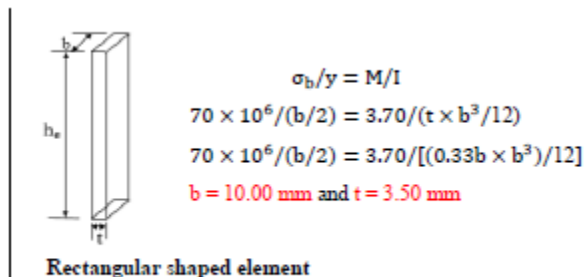 b
σb/y = M/I
70 × 10⁶/(b/2) = 3.70/(t × b³/12)
hₑ
70 × 10⁶/(b/2) = 3.70/[(0.33b × b³)/12]
b = 10.00 mm and t = 3.50 mm
t
Rectangular shaped element